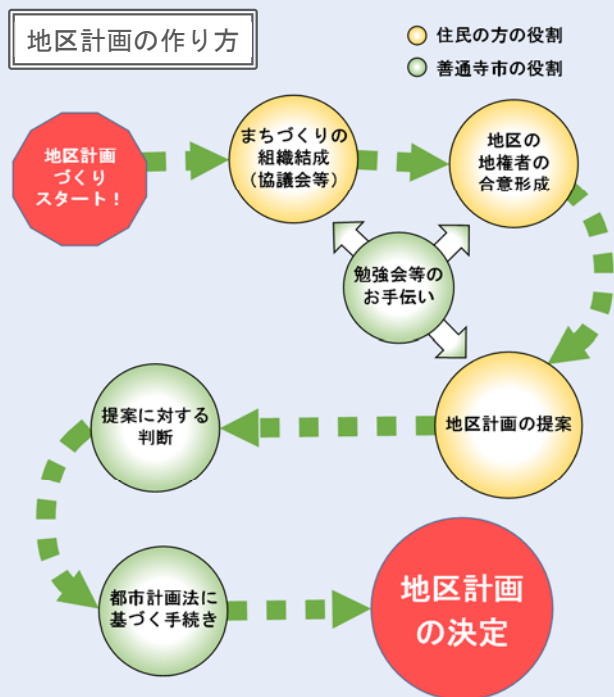 地区計画の作り方
住民の方の役割
善通寺市の役割
地区計画
づくり
スタート！
まちづくりの
組織結成
（協議会等）
地区の
地権者の
合意形成
勉強会等の
お手伝い
地区計画の提案
提案に対する
判断
都市計画法に
基づく手続き
地区計画
の決定